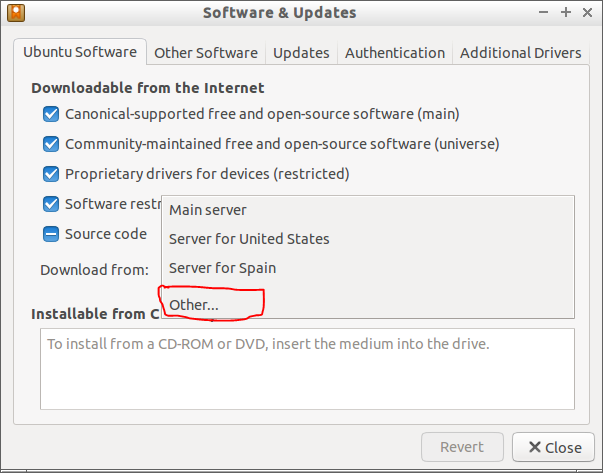 Software & Updates
Ubuntu Software Other Software Updates Authentication Additional Drivers
Downloadable from the Internet
Canonical-supported free and open-source software (main)
Community-maintained free and open-source software (universe)
Proprietary drivers for devices (restricted)
Software restr
Source code
Download from:
Main server
Server for United States
Server for Spain
Other...
Installable from C
To install from a CD-ROM or DVD, insert the medium into the drive.
Revert Close